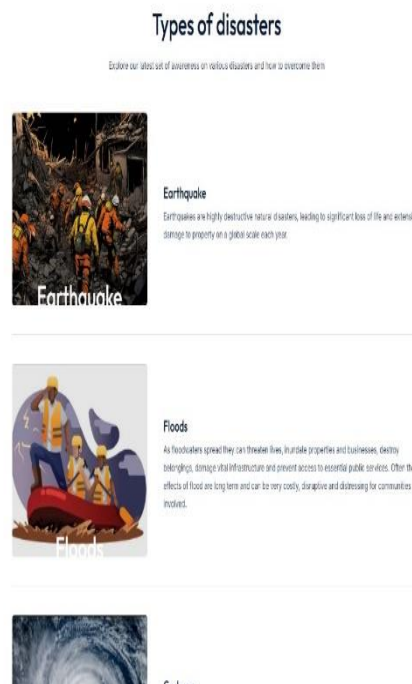 Types of disasters
Explore our latest set of awareness on various disasters and how to overcome them
Earthquake
Earthquake
Earthquakes are highly destructive natural disasters, leading to significant loss of life and
damage to property on a global scale each year.
Floods
Floods
As floodwaters spread they can threaten lives, inundate properties and businesses, destroy
belongings, damage vital infrastructure and prevent access to essential public services. Often
effects of flood are long term and can be very costly, disruptive and distressing for communities
involved.